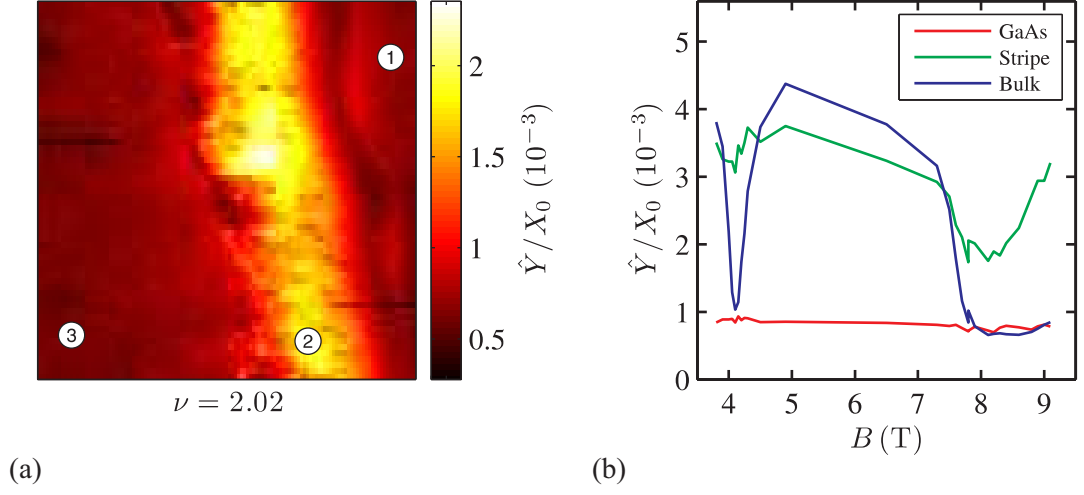 1
2
3
ν = 2.02
2
1.5
1
0.5
Ŷ/X₀ (10⁻³)
(a)
GaAs
Stripe
Bulk
5
4
3
2
1
0
Ŷ/X₀ (10⁻³)
4 5 6 7 8 9
B (T)
(b)